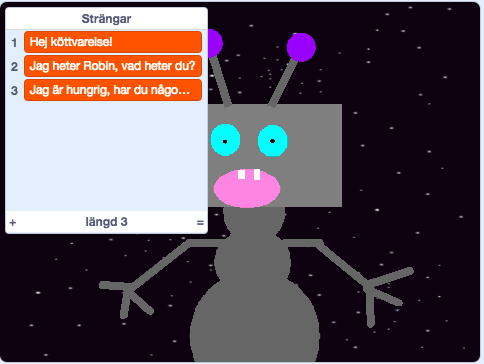 Strängar
1 Hej köttvarelse!
2 Jag heter Robin, vad heter du?
3 Jag är hungrig, har du någo…
+ längd 3 =